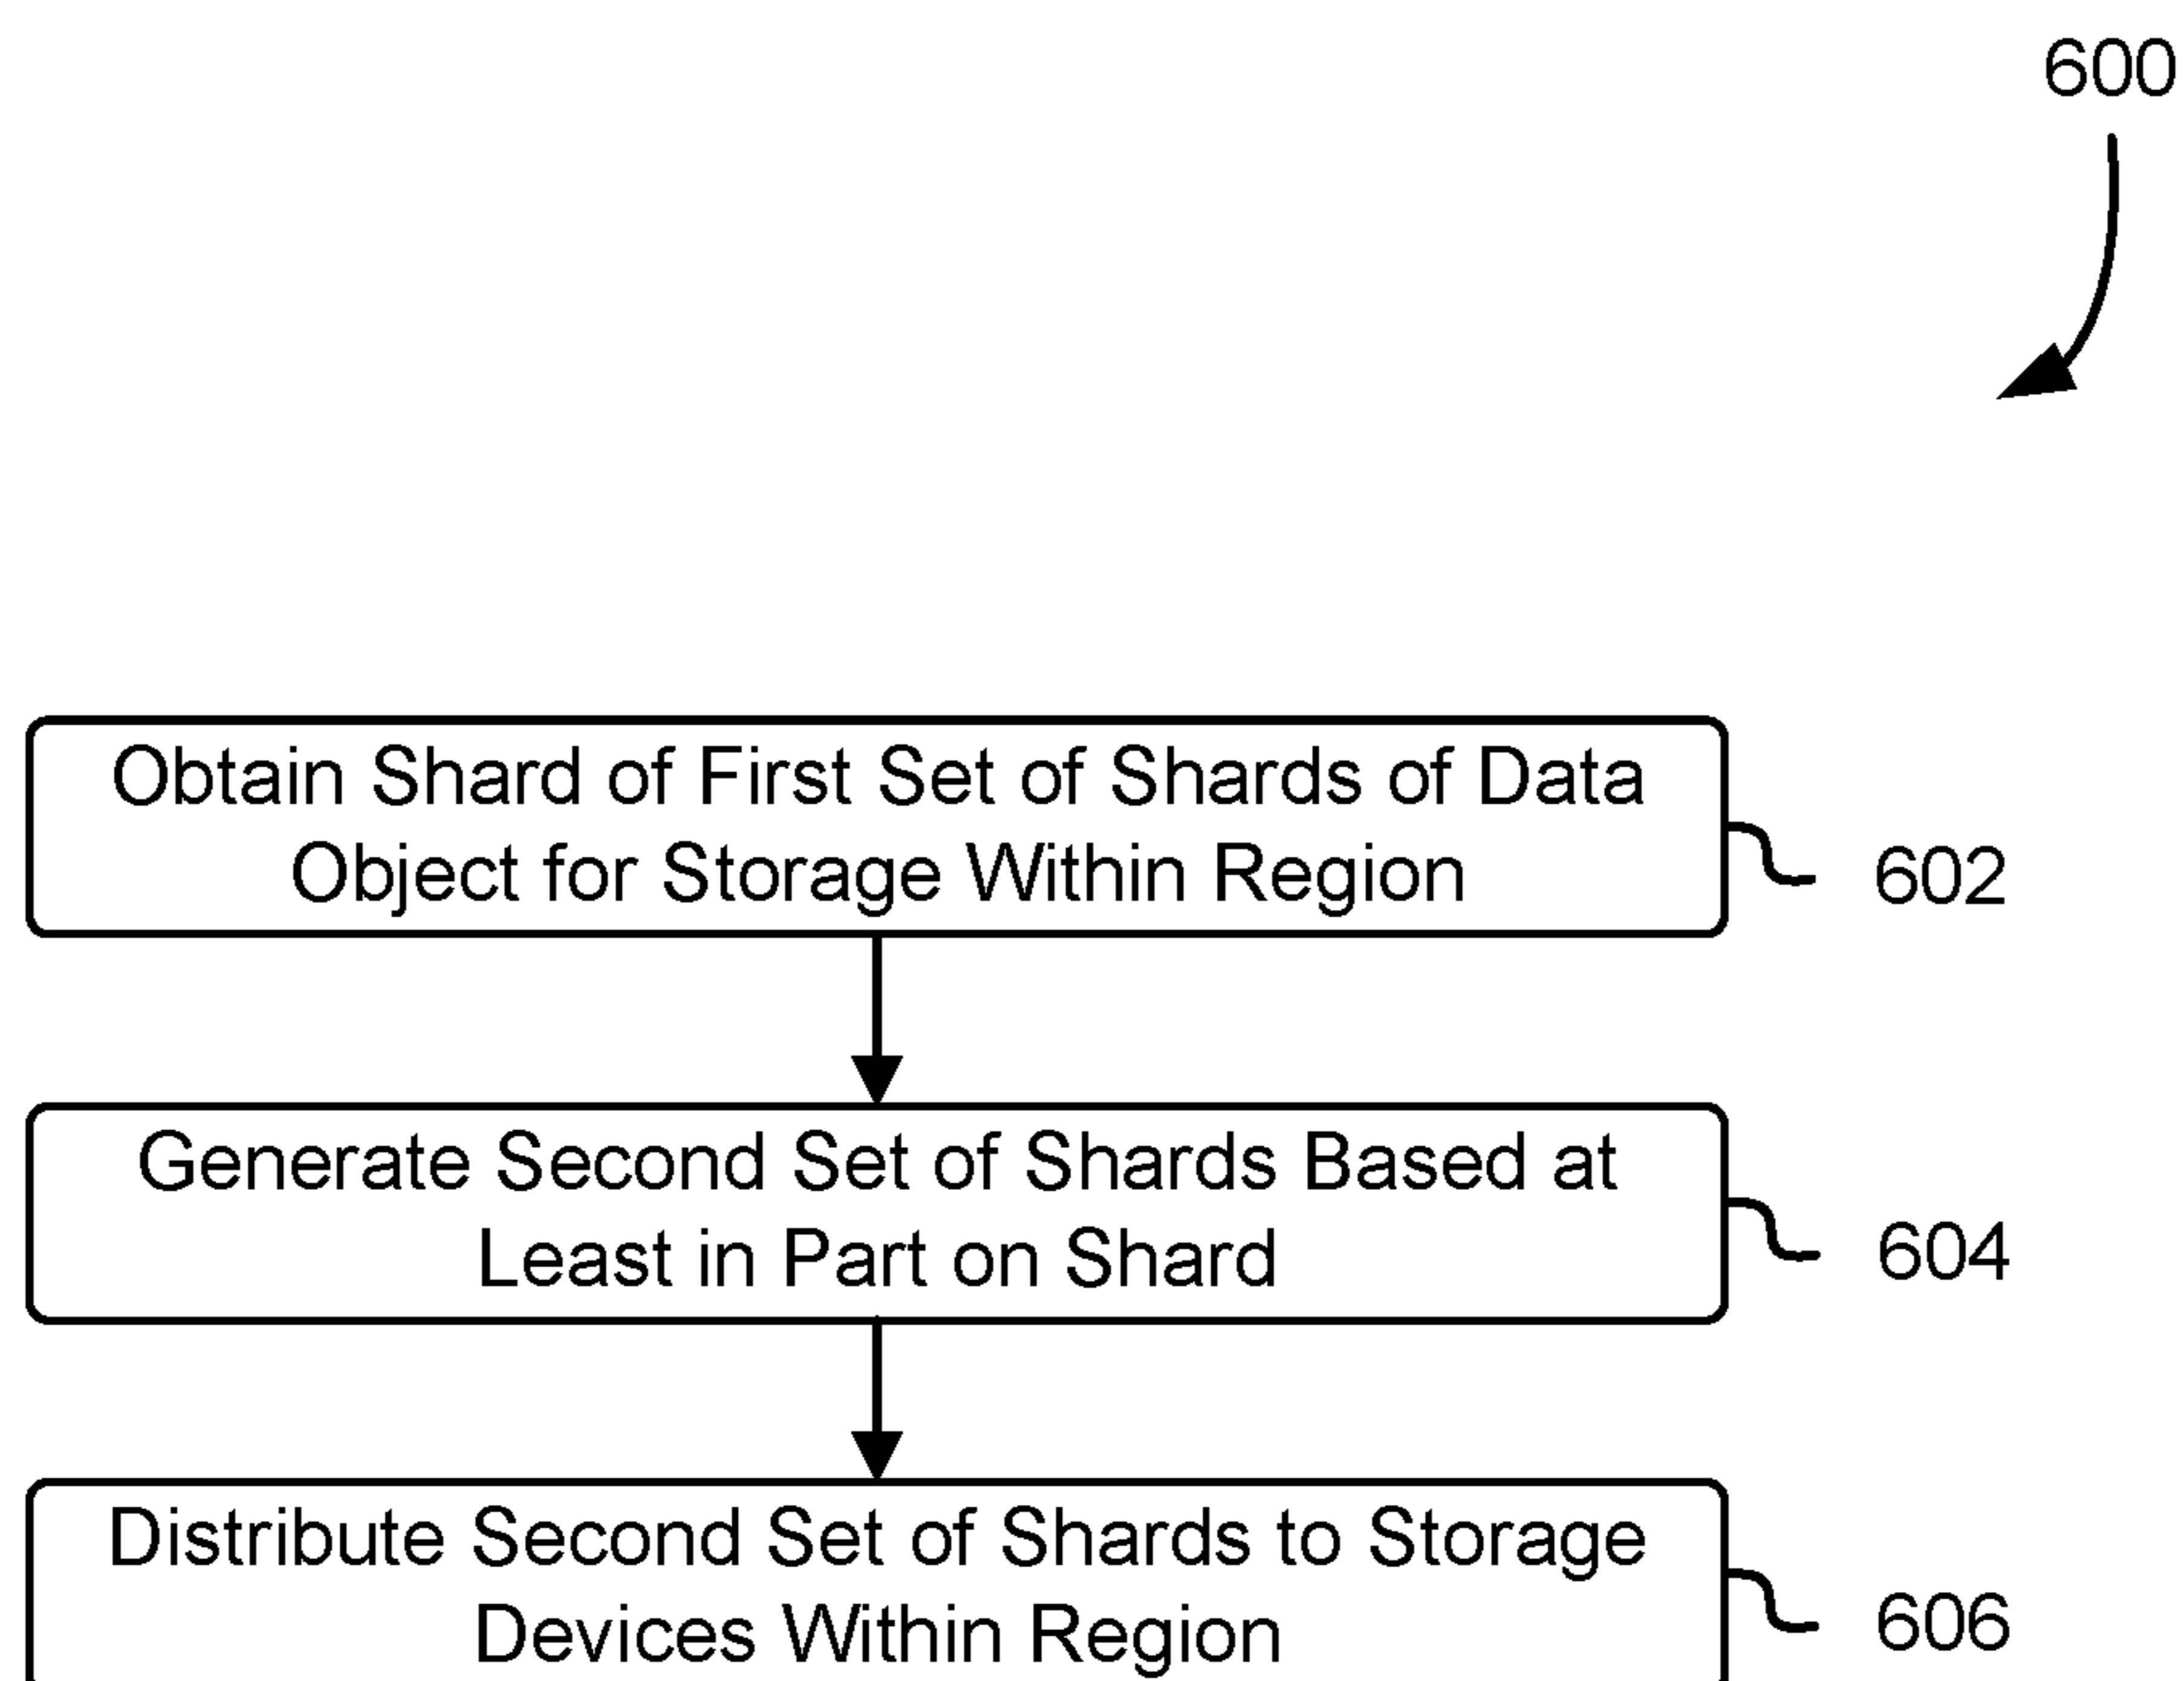 600
Obtain Shard of First Set of Shards of Data
Object for Storage Within Region
602
Generate Second Set of Shards Based at
Least in Part on Shard
604
Distribute Second Set of Shards to Storage
Devices Within Region
606